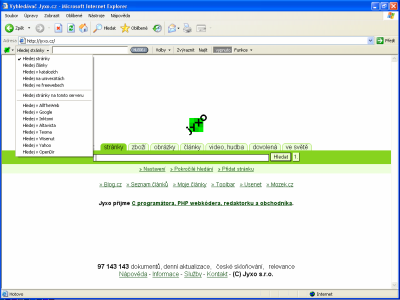 Vyhledávač Jyxo.cz - Microsoft Internet Explorer
Soubor Úpravy Zobrazit Oblíbené Nástroje Nápověda
Zpět Hledat Oblíbené
Adresa http://jyxo.cz/ Přejít
Hledej stránky Volby Zvýraznit Najít Funkce
Hledej stránky
Hledej články
Hledej v katalozích
Hledej na univerzitách
Hledej ve freewebech
Hledej stránky na tomto serveru
Hledej » AllTheWeb
Hledej » Google
Hledej » Inktomi
Hledej » Altavista
Hledej » Teoma
Hledej » Wisenut
Hledej » Yahoo
Hledej » OpenDir
jyxo
stránky zboží obrázky články video, hudba dovolená ve světě
Hledat
» Nastavení » Pokročilé hledání » Přidat stránku
» Blog.cz » Seznam článků » Moje články » Toolbar » Usenet » Mozek.cz
Jyxo přijme C programátora, PHP webkódera, redaktorku a obchodníka.
97 143 143 dokumentů, denní aktualizace, české skloňování, relevance
Nápověda - Informace - Služby - Kontakt - (C) Jyxo s.r.o.
Hotovo Internet